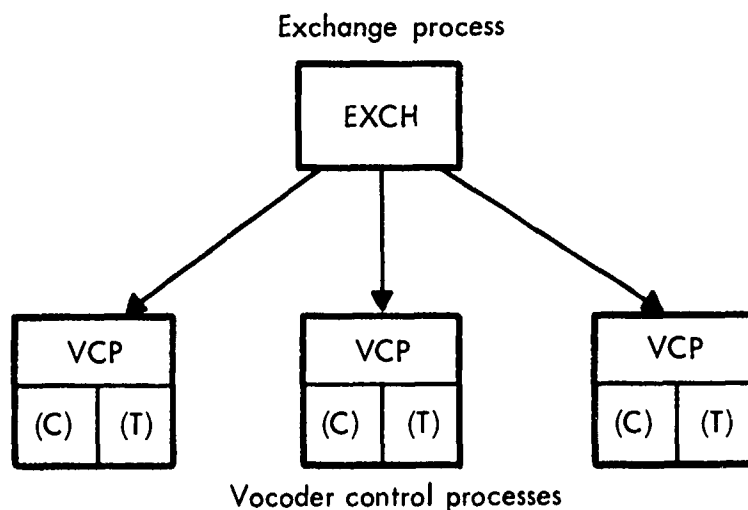 Exchange process
EXCH
VCP VCP VCP
(C) (T) (C) (T) (C) (T)
Vocoder control processes